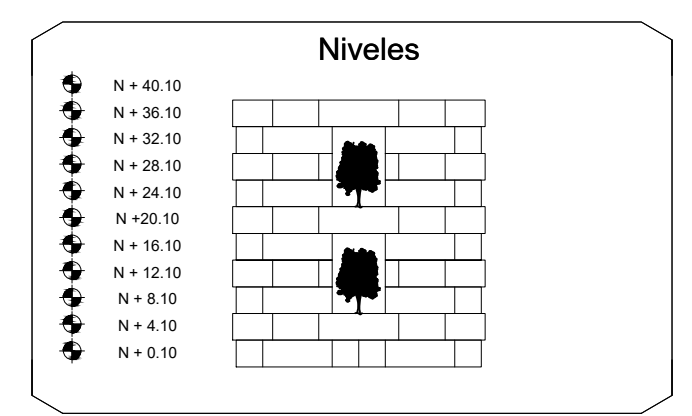 Niveles
N + 40.10
N + 36.10
N + 32.10
N + 28.10
N + 24.10
N +20.10
N + 16.10
N + 12.10
N + 8.10
N + 4.10
N + 0.10